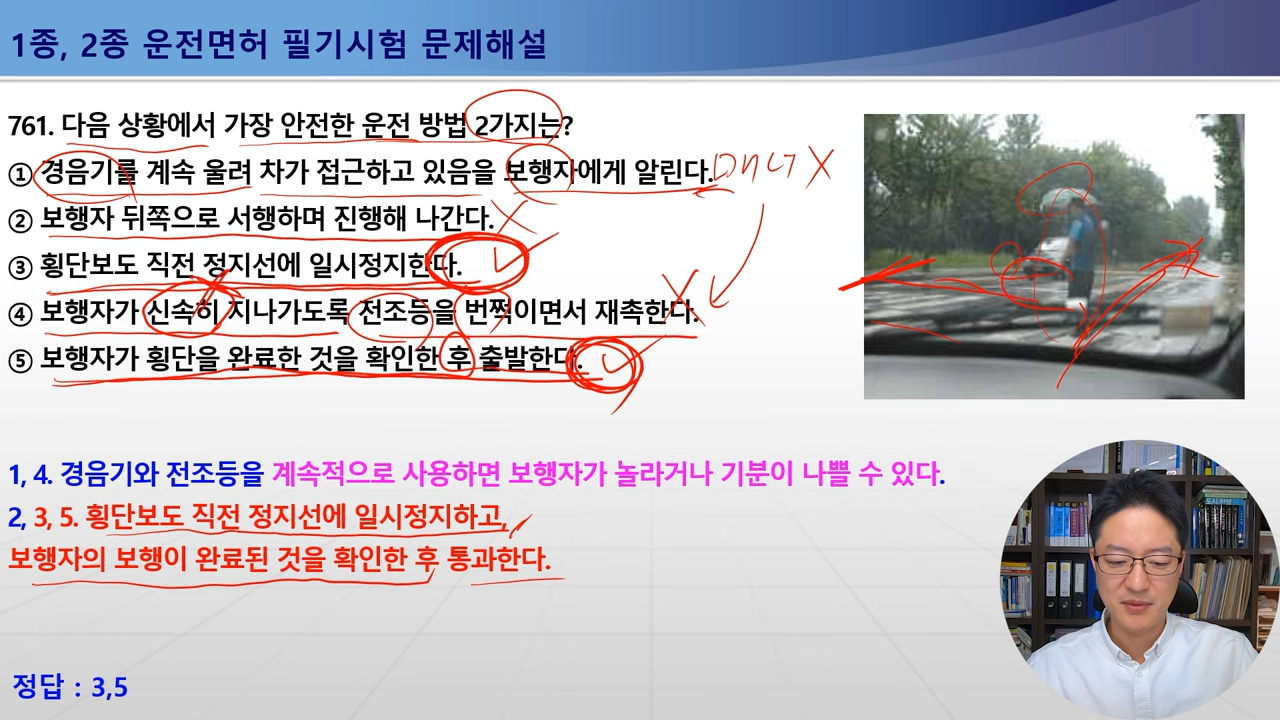 1종, 2종 운전면허 필기시험 문제해설
761. 다음 상황에서 가장 안전한 운전 방법 2가지는?
① 경음기를 계속 울려 차가 접근하고 있음을 보행자에게 알린다. 매너 X
② 보행자 뒤쪽으로 서행하며 진행해 나간다.
③ 횡단보도 직전 정지선에 일시정지한다.
④ 보행자가 신속히 지나가도록 전조등을 번쩍이면서 재촉한다.
⑤ 보행자가 횡단을 완료한 것을 확인한 후 출발한다.
1, 4. 경음기와 전조등을 계속적으로 사용하면 보행자가 놀라거나 기분이 나쁠 수 있다.
2, 3, 5. 횡단보도 직전 정지선에 일시정지하고,
보행자의 보행이 완료된 것을 확인한 후 통과한다.
정답 : 3,5